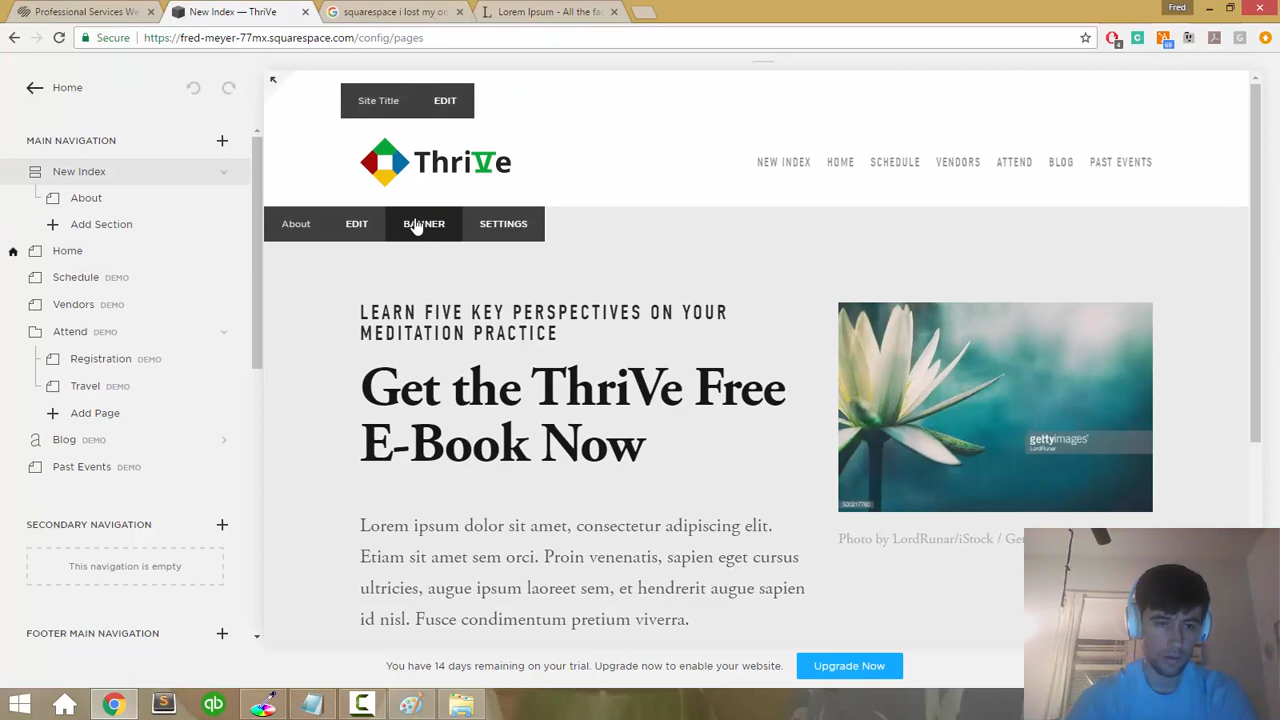 Professional Services We
New Index — ThriVe
squarespace i lost my or
Lorem Ipsum - All the fa
Fred
Secure
https://fred-meyer-77mx.squarespace.com/config/pages
Home
MAIN NAVIGATION
New Index
About
Add Section
Home
Schedule DEMO
Vendors DEMO
Attend DEMO
Registration DEMO
Travel DEMO
Add Page
Blog DEMO
Past Events DEMO
SECONDARY NAVIGATION
This navigation is empty
FOOTER MAIN NAVIGATION
Site Title EDIT
ThriVe
NEW INDEX HOME SCHEDULE VENDORS ATTEND BLOG PAST EVENTS
About EDIT BANNER SETTINGS
LEARN FIVE KEY PERSPECTIVES ON YOUR
MEDITATION PRACTICE
Get the ThriVe Free
E-Book Now
Lorem ipsum dolor sit amet, consectetur adipiscing elit.
Etiam sit amet sem orci. Proin venenatis, sapien eget cursus
ultricies, augue ipsum laoreet sem, et hendrerit augue sapien
id nisl. Fusce condimentum pretium viverra.
gettyimages
LordRunar
Photo by LordRunar/iStock / Get
You have 14 days remaining on your trial. Upgrade now to enable your website.
Upgrade Now